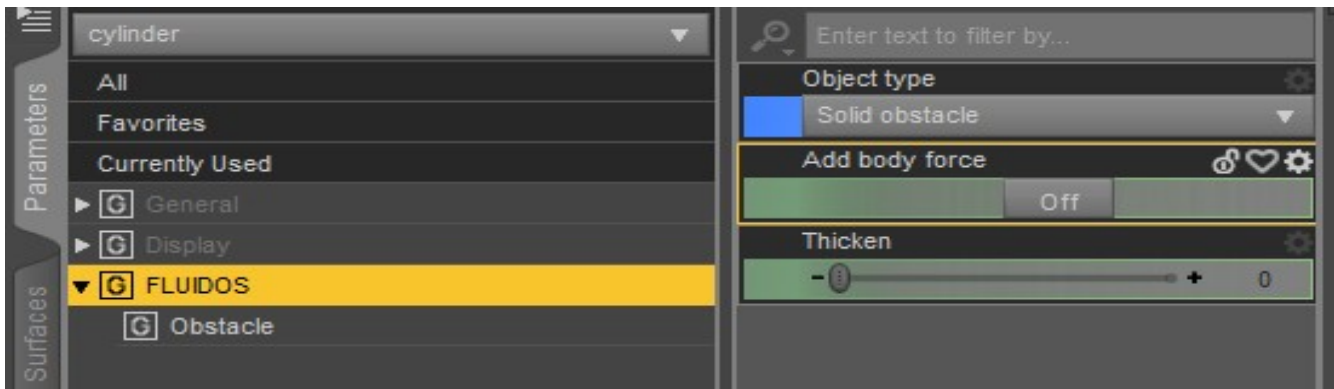 Parameters
Surfaces
cylinder
All
Favorites
Currently Used
G General
G Display
G FLUIDOS
G Obstacle
Enter text to filter by...
Object type
Solid obstacle
Add body force
Off
Thicken
- + 0